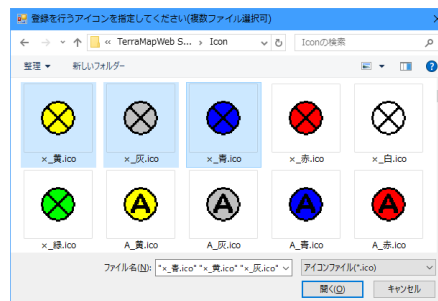 登録を行うアイコンを指定してください(複数ファイル選択可)
« TerraMapWeb S... › Icon
Iconの検索
整理 新しいフォルダー
×_黄.ico ×_灰.ico ×_青.ico ×_赤.ico ×_白.ico
A A A A
×_緑.ico A_黄.ico A_灰.ico A_青.ico A_赤.ico
ファイル名(N): "×_青.ico" "×_黄.ico" "×_灰.ico" アイコンファイル(*.ico)
開く(O) キャンセル